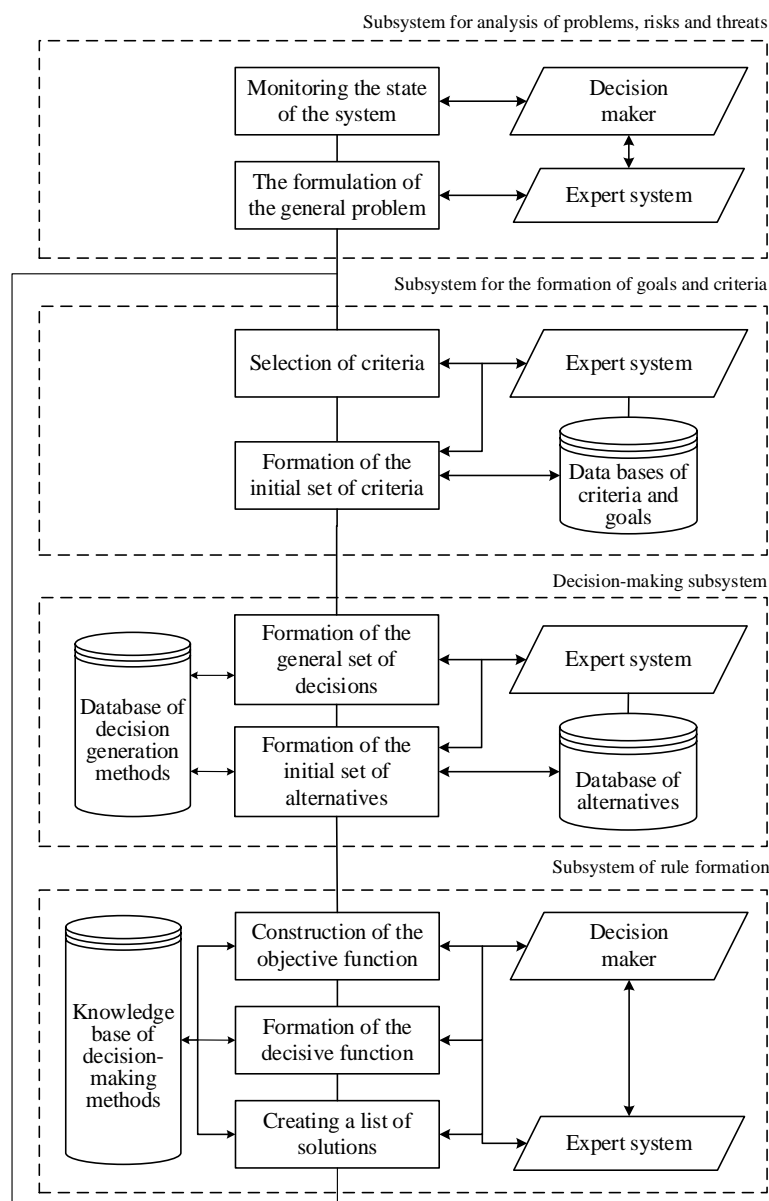 Subsystem for analysis of problems, risks and threats
Monitoring the state
of the system
Decision
maker
The formulation of
the general problem
Expert system
Subsystem for the formation of goals and criteria
Selection of criteria
Expert system
Formation of the
initial set of criteria
Data bases of
criteria and
goals
Decision-making subsystem
Formation of the
general set of
decisions
Expert system
Database of
decision
generation
methods
Formation of the
initial set of
alternatives
Database of
alternatives
Subsystem of rule formation
Construction of the
objective function
Decision
maker
Knowledge
base of
decision-
making
methods
Formation of the
decisive function
Creating a list of
solutions
Expert system